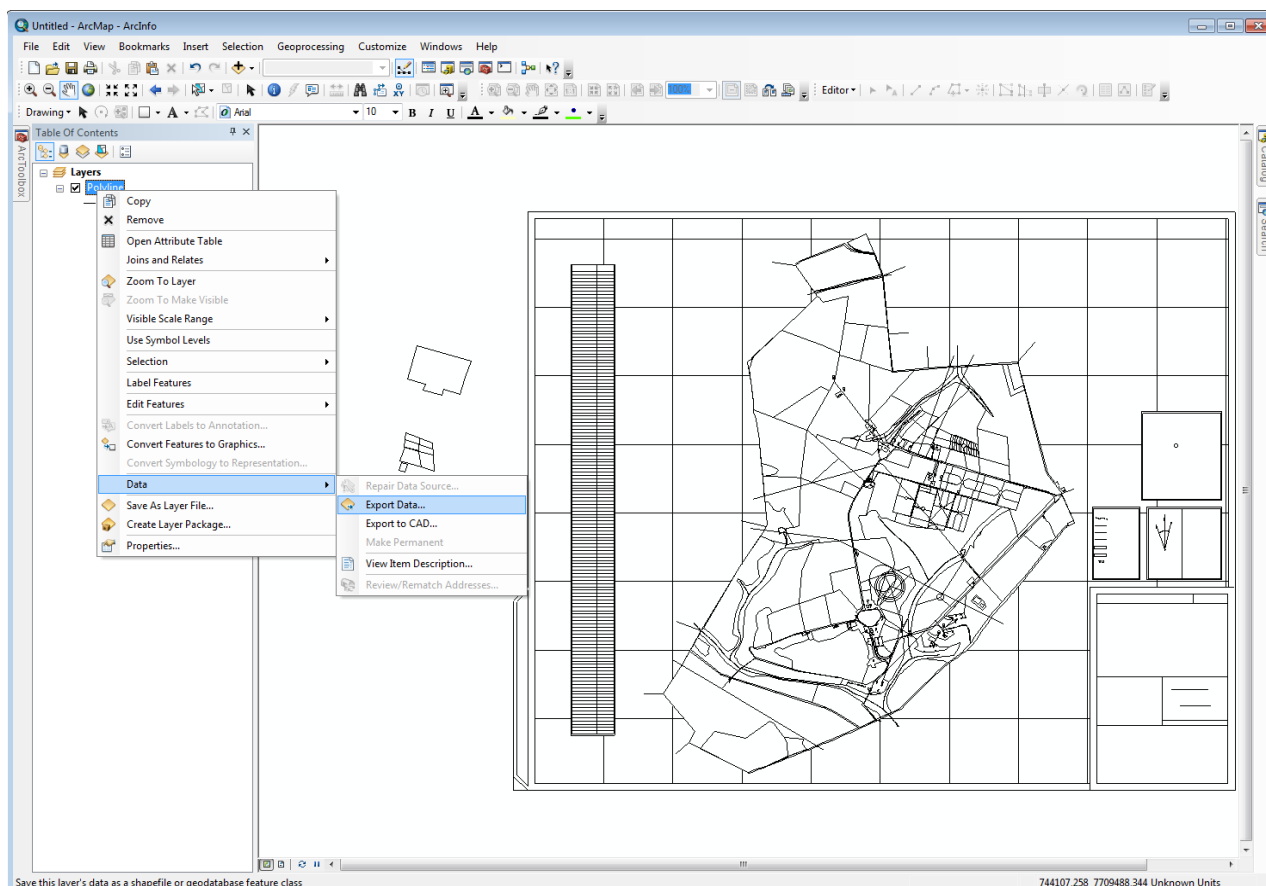 Untitled - ArcMap - ArcInfo
File Edit View Bookmarks Insert Selection Geoprocessing Customize Windows Help
100%
Editor
Drawing
Arial
10
B I U A
Table Of Contents
ArcToolbox
Catalog
Search
Layers
Polyline
Copy
Remove
Open Attribute Table
Joins and Relates
Zoom To Layer
Zoom To Make Visible
Visible Scale Range
Use Symbol Levels
Selection
Label Features
Edit Features
Convert Labels to Annotation...
Convert Features to Graphics...
Convert Symbology to Representation...
Data
Save As Layer File...
Create Layer Package...
Properties...
Repair Data Source...
Export Data...
Export to CAD...
Make Permanent
View Item Description...
Review/Rematch Addresses...
Save this layer's data as a shapefile or geodatabase feature class
744107.258 7709488.344 Unknown Units